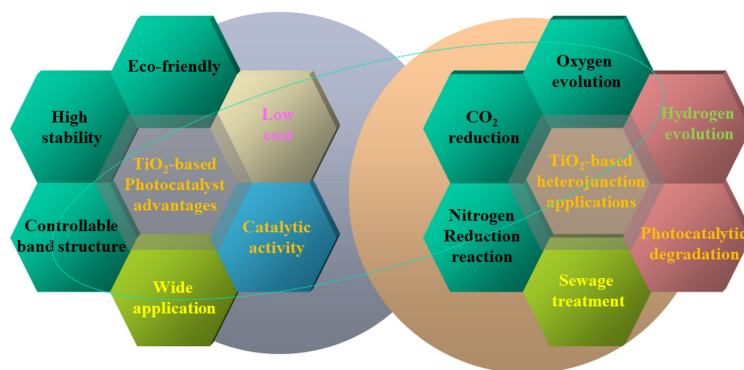 Eco-friendly
High
stability
Low
cost
TiO₂-based
Photocatalyst
advantages
Controllable
band structure
Catalytic
activity
Wide
application
Oxygen
evolution
CO₂
reduction
Hydrogen
evolution
TiO₂-based
heterojunction
applications
Nitrogen
Reduction
reaction
Photocatalytic
degradation
Sewage
treatment